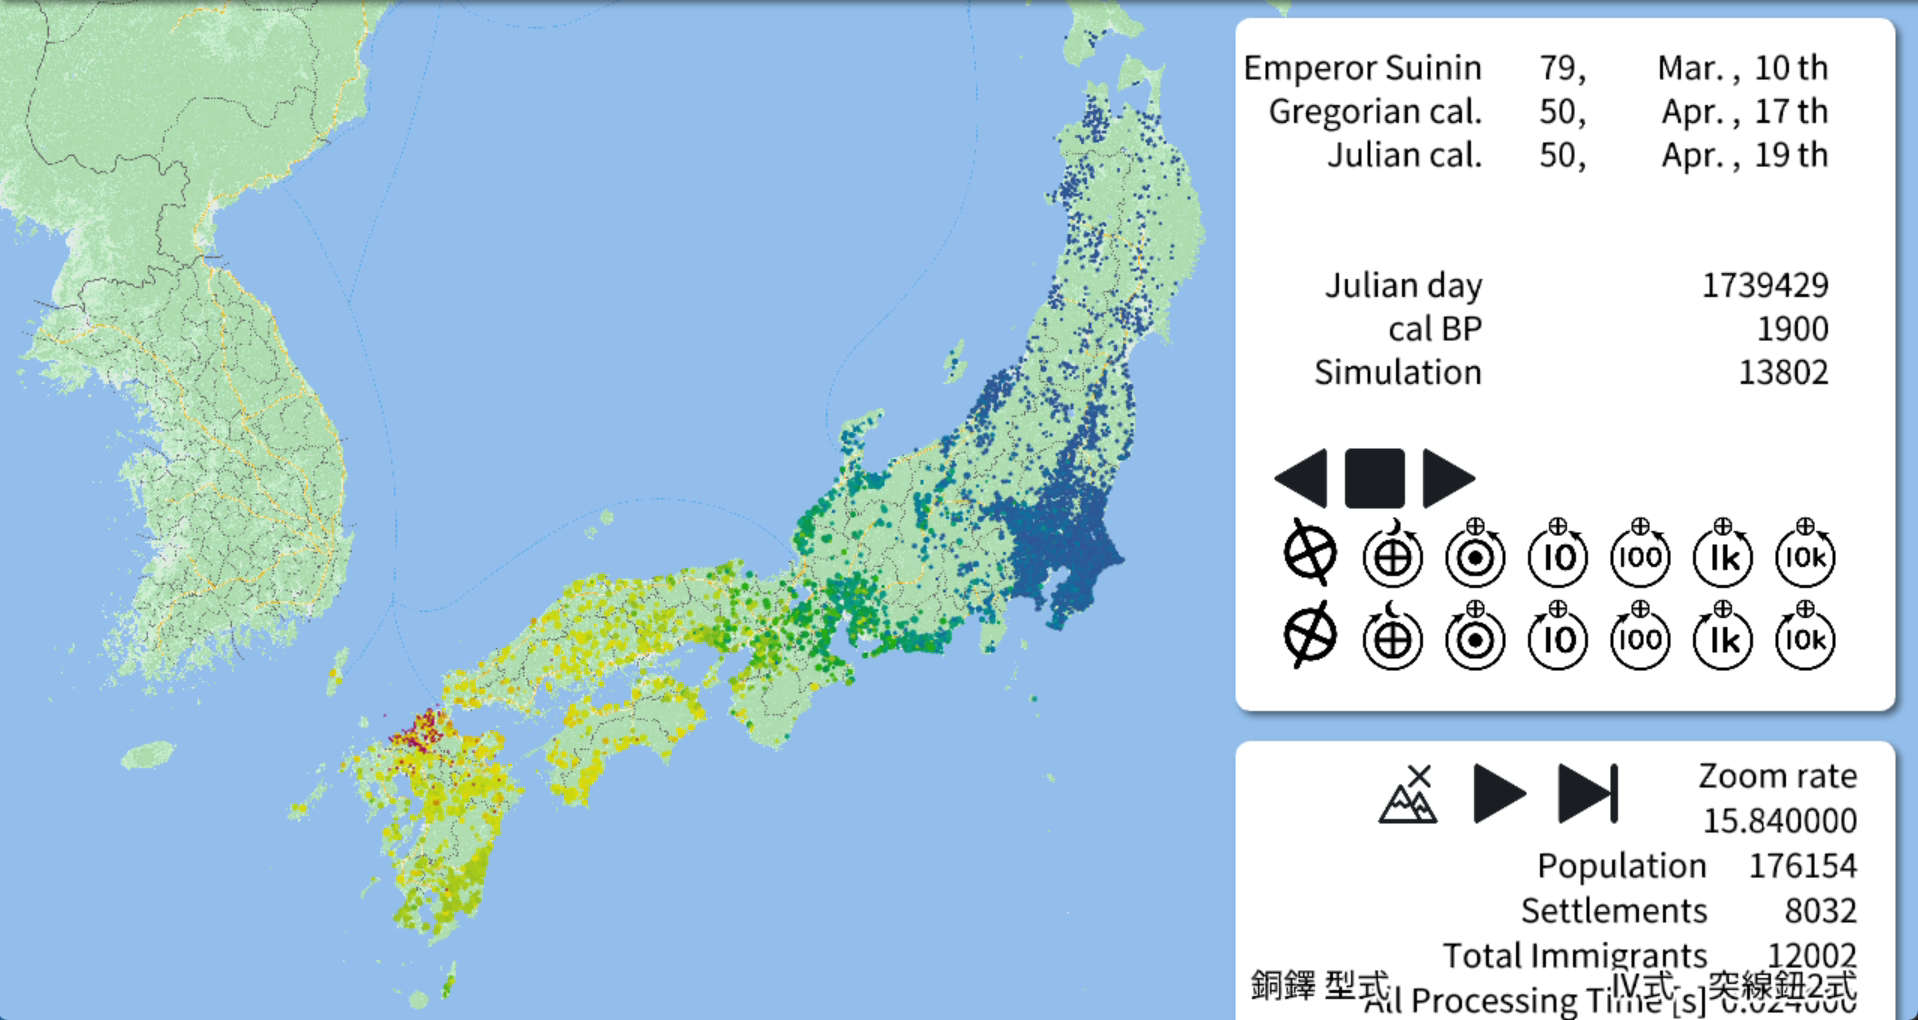 Emperor Suinin 79, Mar. , 10 th
Gregorian cal. 50, Apr. , 17 th
Julian cal. 50, Apr. , 19 th
Julian day 1739429
cal BP 1900
Simulation 13802
10 100 1k 10k
10 100 1k 10k
Zoom rate
15.840000
Population 176154
Settlements 8032
Total Immigrants 12002
銅鐸 型式 Ⅳ式 突線鈕2式
All Processing Time [s] 0.024000